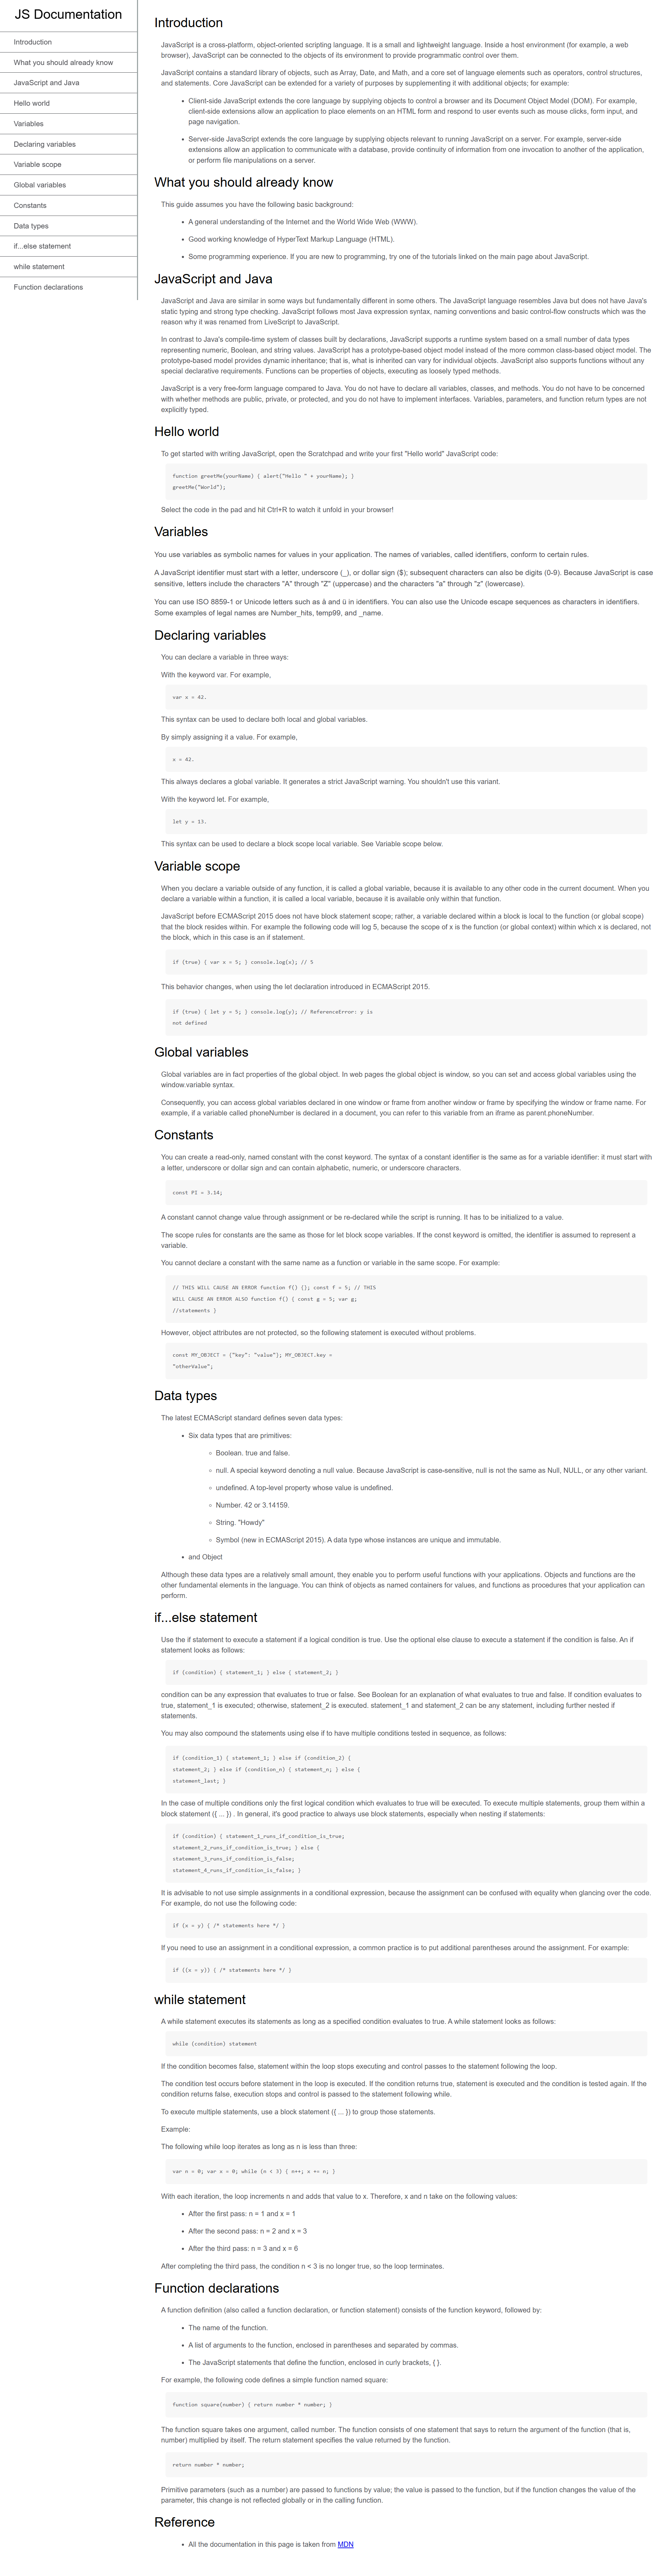 JS Documentation
Introduction
What you should already know
JavaScript and Java
Hello world
Variables
Declaring variables
Variable scope
Global variables
Constants
Data types
if...else statement
while statement
Function declarations
Introduction
JavaScript is a cross-platform, object-oriented scripting language. It is a small and lightweight language. Inside a host environment (for example, a web
browser), JavaScript can be connected to the objects of its environment to provide programmatic control over them.
JavaScript contains a standard library of objects, such as Array, Date, and Math, and a core set of language elements such as operators, control structures,
and statements. Core JavaScript can be extended for a variety of purposes by supplementing it with additional objects; for example:
• Client-side JavaScript extends the core language by supplying objects to control a browser and its Document Object Model (DOM). For example,
client-side extensions allow an application to place elements on an HTML form and respond to user events such as mouse clicks, form input, and
page navigation.
• Server-side JavaScript extends the core language by supplying objects relevant to running JavaScript on a server. For example, server-side
extensions allow an application to communicate with a database, provide continuity of information from one invocation to another of the application,
or perform file manipulations on a server.
What you should already know
This guide assumes you have the following basic background:
• A general understanding of the Internet and the World Wide Web (WWW).
• Good working knowledge of HyperText Markup Language (HTML).
• Some programming experience. If you are new to programming, try one of the tutorials linked on the main page about JavaScript.
JavaScript and Java
JavaScript and Java are similar in some ways but fundamentally different in some others. The JavaScript language resembles Java but does not have Java's
static typing and strong type checking. JavaScript follows most Java expression syntax, naming conventions and basic control-flow constructs which was the
reason why it was renamed from LiveScript to JavaScript.
In contrast to Java's compile-time system of classes built by declarations, JavaScript supports a runtime system based on a small number of data types
representing numeric, Boolean, and string values. JavaScript has a prototype-based object model instead of the more common class-based object model. The
prototype-based model provides dynamic inheritance; that is, what is inherited can vary for individual objects. JavaScript also supports functions without any
special declarative requirements. Functions can be properties of objects, executing as loosely typed methods.
JavaScript is a very free-form language compared to Java. You do not have to declare all variables, classes, and methods. You do not have to be concerned
with whether methods are public, private, or protected, and you do not have to implement interfaces. Variables, parameters, and function return types are not
explicitly typed.
Hello world
To get started with writing JavaScript, open the Scratchpad and write your first "Hello world" JavaScript code:
function greetMe(yourName) { alert("Hello " + yourName); }
greetMe("World");
Select the code in the pad and hit Ctrl+R to watch it unfold in your browser!
Variables
You use variables as symbolic names for values in your application. The names of variables, called identifiers, conform to certain rules.
A JavaScript identifier must start with a letter, underscore (_), or dollar sign ($); subsequent characters can also be digits (0-9). Because JavaScript is case
sensitive, letters include the characters "A" through "Z" (uppercase) and the characters "a" through "z" (lowercase).
You can use ISO 8859-1 or Unicode letters such as å and ü in identifiers. You can also use the Unicode escape sequences as characters in identifiers.
Some examples of legal names are Number_hits, temp99, and _name.
Declaring variables
You can declare a variable in three ways:
With the keyword var. For example,
var x = 42.
This syntax can be used to declare both local and global variables.
By simply assigning it a value. For example,
x = 42.
This always declares a global variable. It generates a strict JavaScript warning. You shouldn't use this variant.
With the keyword let. For example,
let y = 13.
This syntax can be used to declare a block scope local variable. See Variable scope below.
Variable scope
When you declare a variable outside of any function, it is called a global variable, because it is available to any other code in the current document. When you
declare a variable within a function, it is called a local variable, because it is available only within that function.
JavaScript before ECMAScript 2015 does not have block statement scope; rather, a variable declared within a block is local to the function (or global scope)
that the block resides within. For example the following code will log 5, because the scope of x is the function (or global context) within which x is declared, not
the block, which in this case is an if statement.
if (true) { var x = 5; } console.log(x); // 5
This behavior changes, when using the let declaration introduced in ECMAScript 2015.
if (true) { let y = 5; } console.log(y); // ReferenceError: y is
not defined
Global variables
Global variables are in fact properties of the global object. In web pages the global object is window, so you can set and access global variables using the
window.variable syntax.
Consequently, you can access global variables declared in one window or frame from another window or frame by specifying the window or frame name. For
example, if a variable called phoneNumber is declared in a document, you can refer to this variable from an iframe as parent.phoneNumber.
Constants
You can create a read-only, named constant with the const keyword. The syntax of a constant identifier is the same as for a variable identifier: it must start with
a letter, underscore or dollar sign and can contain alphabetic, numeric, or underscore characters.
const PI = 3.14;
A constant cannot change value through assignment or be re-declared while the script is running. It has to be initialized to a value.
The scope rules for constants are the same as those for let block scope variables. If the const keyword is omitted, the identifier is assumed to represent a
variable.
You cannot declare a constant with the same name as a function or variable in the same scope. For example:
// THIS WILL CAUSE AN ERROR function f() {}; const f = 5; // THIS
WILL CAUSE AN ERROR ALSO function f() { const g = 5; var g;
//statements }
However, object attributes are not protected, so the following statement is executed without problems.
const MY_OBJECT = {"key": "value"}; MY_OBJECT.key =
"otherValue";
Data types
The latest ECMAScript standard defines seven data types:
• Six data types that are primitives:
◦ Boolean. true and false.
◦ null. A special keyword denoting a null value. Because JavaScript is case-sensitive, null is not the same as Null, NULL, or any other variant.
◦ undefined. A top-level property whose value is undefined.
◦ Number. 42 or 3.14159.
◦ String. "Howdy"
◦ Symbol (new in ECMAScript 2015). A data type whose instances are unique and immutable.
• and Object
Although these data types are a relatively small amount, they enable you to perform useful functions with your applications. Objects and functions are the
other fundamental elements in the language. You can think of objects as named containers for values, and functions as procedures that your application can
perform.
if...else statement
Use the if statement to execute a statement if a logical condition is true. Use the optional else clause to execute a statement if the condition is false. An if
statement looks as follows:
if (condition) { statement_1; } else { statement_2; }
condition can be any expression that evaluates to true or false. See Boolean for an explanation of what evaluates to true and false. If condition evaluates to
true, statement_1 is executed; otherwise, statement_2 is executed. statement_1 and statement_2 can be any statement, including further nested if
statements.
You may also compound the statements using else if to have multiple conditions tested in sequence, as follows:
if (condition_1) { statement_1; } else if (condition_2) {
statement_2; } else if (condition_n) { statement_n; } else {
statement_last; }
In the case of multiple conditions only the first logical condition which evaluates to true will be executed. To execute multiple statements, group them within a
block statement ({ ... }) . In general, it's good practice to always use block statements, especially when nesting if statements:
if (condition) { statement_1_runs_if_condition_is_true;
statement_2_runs_if_condition_is_true; } else {
statement_3_runs_if_condition_is_false;
statement_4_runs_if_condition_is_false; }
It is advisable to not use simple assignments in a conditional expression, because the assignment can be confused with equality when glancing over the code.
For example, do not use the following code:
if (x = y) { /* statements here */ }
If you need to use an assignment in a conditional expression, a common practice is to put additional parentheses around the assignment. For example:
if ((x = y)) { /* statements here */ }
while statement
A while statement executes its statements as long as a specified condition evaluates to true. A while statement looks as follows:
while (condition) statement
If the condition becomes false, statement within the loop stops executing and control passes to the statement following the loop.
The condition test occurs before statement in the loop is executed. If the condition returns true, statement is executed and the condition is tested again. If the
condition returns false, execution stops and control is passed to the statement following while.
To execute multiple statements, use a block statement ({ ... }) to group those statements.
Example:
The following while loop iterates as long as n is less than three:
var n = 0; var x = 0; while (n < 3) { n++; x += n; }
With each iteration, the loop increments n and adds that value to x. Therefore, x and n take on the following values:
• After the first pass: n = 1 and x = 1
• After the second pass: n = 2 and x = 3
• After the third pass: n = 3 and x = 6
After completing the third pass, the condition n < 3 is no longer true, so the loop terminates.
Function declarations
A function definition (also called a function declaration, or function statement) consists of the function keyword, followed by:
• The name of the function.
• A list of arguments to the function, enclosed in parentheses and separated by commas.
• The JavaScript statements that define the function, enclosed in curly brackets, { }.
For example, the following code defines a simple function named square:
function square(number) { return number * number; }
The function square takes one argument, called number. The function consists of one statement that says to return the argument of the function (that is,
number) multiplied by itself. The return statement specifies the value returned by the function.
return number * number;
Primitive parameters (such as a number) are passed to functions by value; the value is passed to the function, but if the function changes the value of the
parameter, this change is not reflected globally or in the calling function.
Reference
• All the documentation in this page is taken from MDN